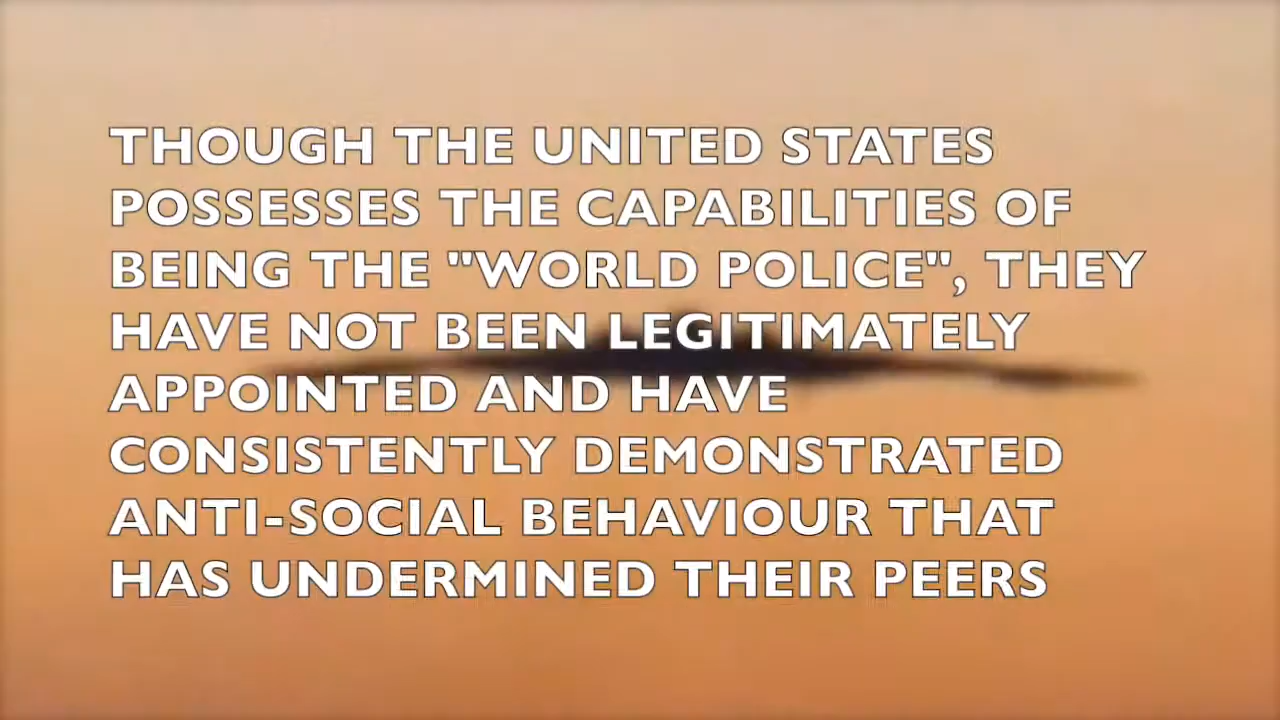 THOUGH THE UNITED STATES
POSSESSES THE CAPABILITIES OF
BEING THE "WORLD POLICE", THEY
HAVE NOT BEEN LEGITIMATELY
APPOINTED AND HAVE
CONSISTENTLY DEMONSTRATED
ANTI-SOCIAL BEHAVIOUR THAT
HAS UNDERMINED THEIR PEERS